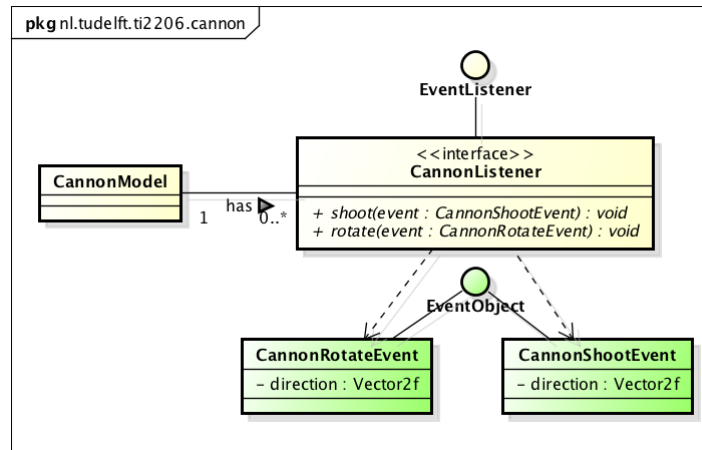 pkg nl.tudelft.ti2206.cannon
EventListener
<<interface>>
CannonListener
CannonModel
has
1
0..*
+ shoot(event : CannonShootEvent) : void
+ rotate(event : CannonRotateEvent) : void
EventObject
CannonRotateEvent
- direction : Vector2f
CannonShootEvent
- direction : Vector2f